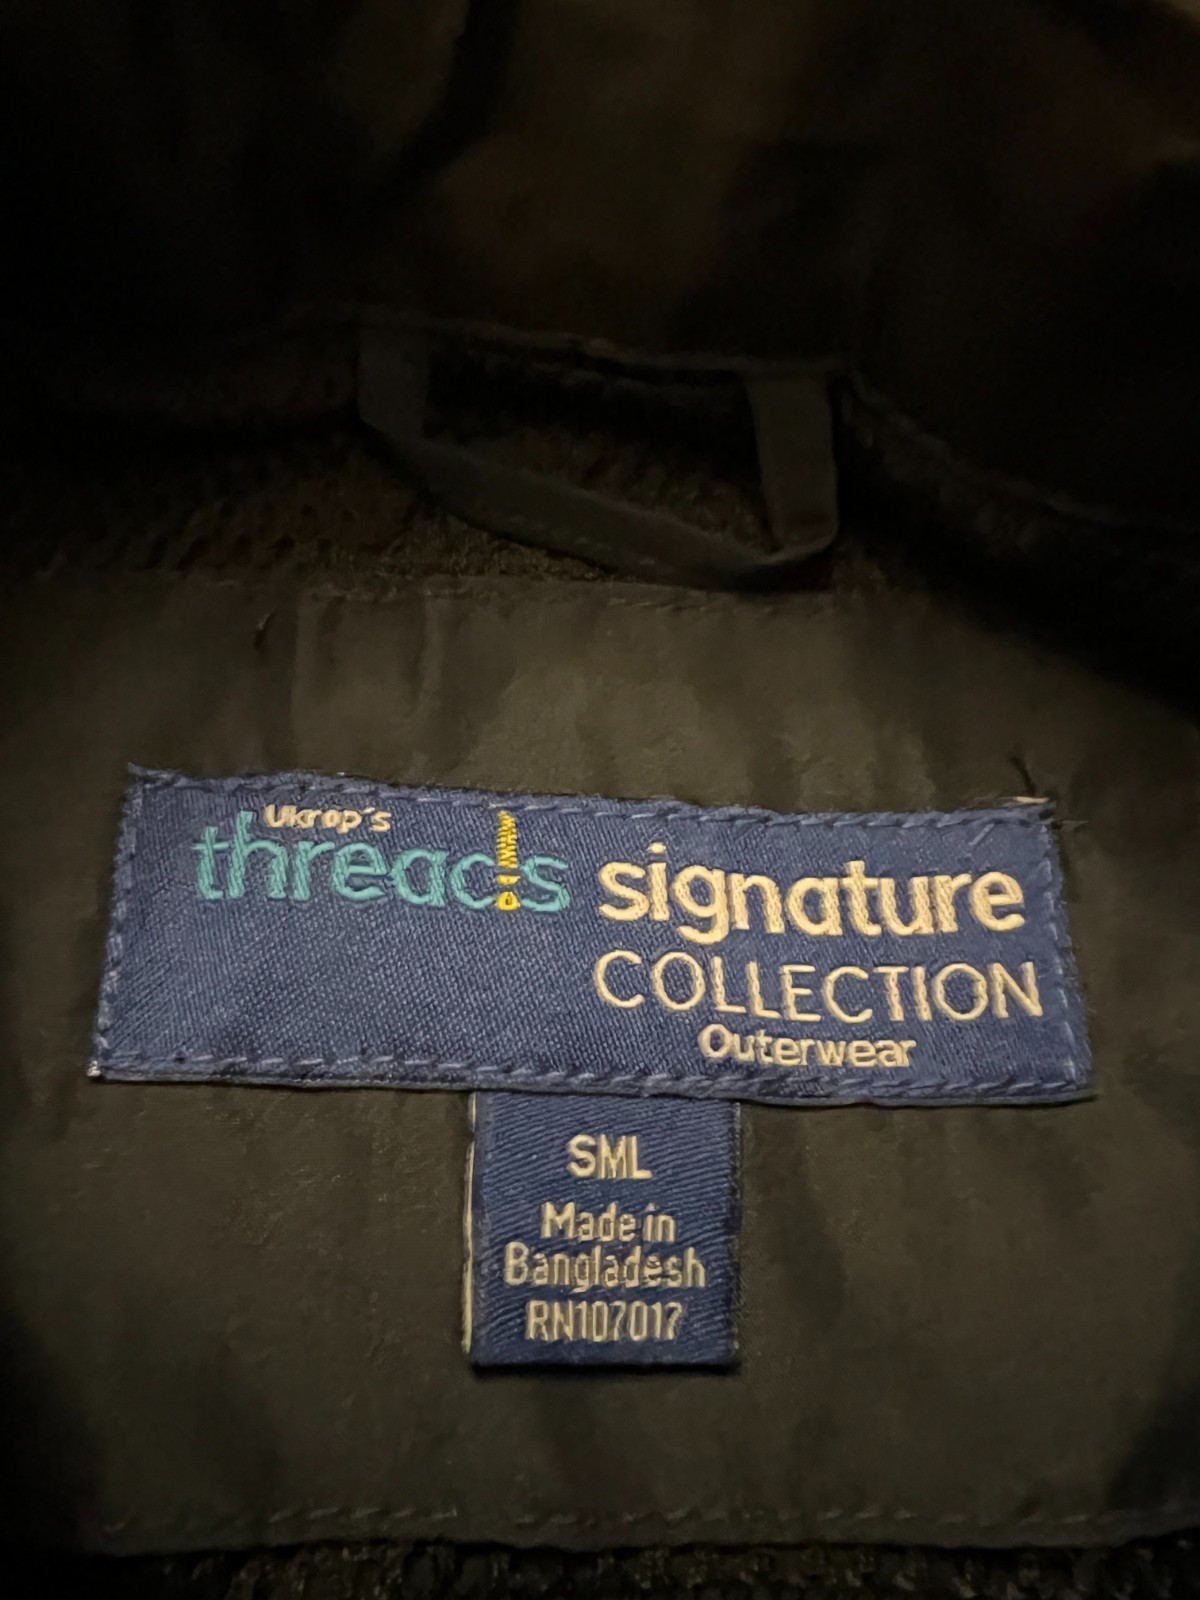 Ukrop's
threads
signature
COLLECTION
Outerwear
SML
Made in
Bangladesh
RN107017